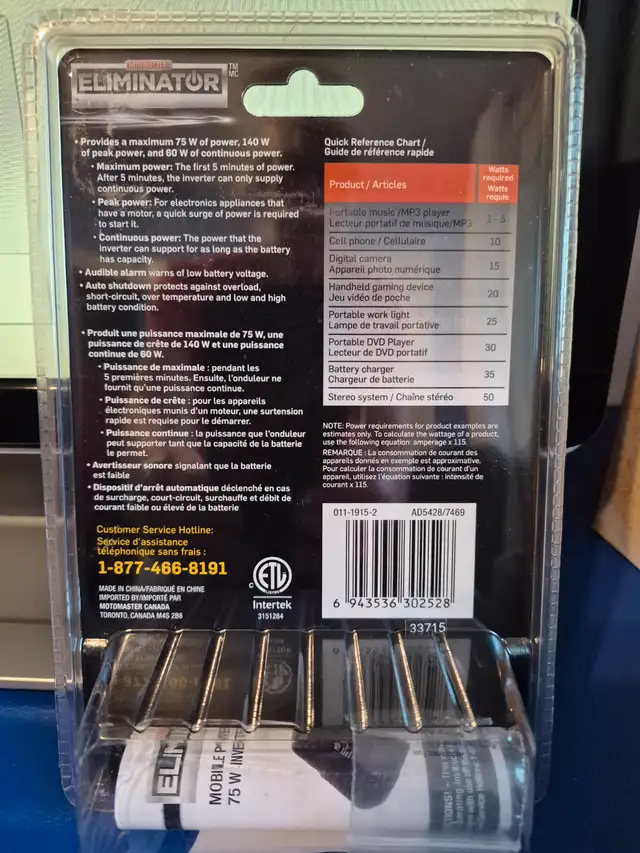 MOTOMASTER
ELIMINATOR
TM
MC
• Provides a maximum 75 W of power, 140 W
of peak power, and 60 W of continuous power.
• Maximum power: The first 5 minutes of power.
After 5 minutes, the inverter can only supply
continuous power.
• Peak power: For electronics appliances that
have a motor, a quick surge of power is required
to start it.
• Continuous power: The power that the
inverter can support for as long as the battery
has capacity.
• Audible alarm warns of low battery voltage.
• Auto shutdown protects against overload,
short-circuit, over temperature and low and high
battery condition.
• Produit une puissance maximale de 75 W, une
puissance de crête de 140 W et une puissance
continue de 60 W.
• Puissance de maximale : pendant les
5 premières minutes. Ensuite, l'onduleur ne
fournit qu'une puissance continue.
• Puissance de crête : pour les appareils
électroniques munis d'un moteur, une surtension
rapide est requise pour le démarrer.
• Puissance continue : la puissance que l'onduleur
peut supporter tant que la capacité de la batterie
le permet.
• Avertisseur sonore signalant que la batterie
est faible
• Dispositif d'arrêt automatique déclenché en cas
de surcharge, court-circuit, surchauffe et débit de
courant faible ou élevé de la batterie
Customer Service Hotline:
Service d'assistance
téléphonique sans frais :
1-877-466-8191
MADE IN CHINA/FABRIQUÉ EN CHINE
IMPORTED BY/IMPORTÉ PAR
MOTOMASTER CANADA
TORONTO, CANADA M4S 2B8
C ETL
Intertek
3151284
Quick Reference Chart /
Guide de référence rapide
Product / Articles
Watts
required
Watts
requis
Portable music /MP3 player
Lecteur portatif de musique/MP3
1 - 5
Cell phone / Cellulaire 10
Digital camera
Appareil photo numérique
15
Handheld gaming device
Jeu vidéo de poche
20
Portable work light
Lampe de travail portative
25
Portable DVD Player
Lecteur de DVD portatif
30
Battery charger
Chargeur de batterie
35
Stereo system / Chaîne stéréo 50
NOTE: Power requirements for product examples are
estimates only. To calculate the wattage of a product,
use the following equation: amperage x 115.
REMARQUE : La consommation de courant des
appareils donnés en exemple est approximative.
Pour calculer la consommation de courant d'un
appareil, utilisez l'équation suivante : intensité de
courant x 115.
011-1915-2 AD5428/7469
6 943536 302528
33715
ELIMIN
MOBILE
75 W